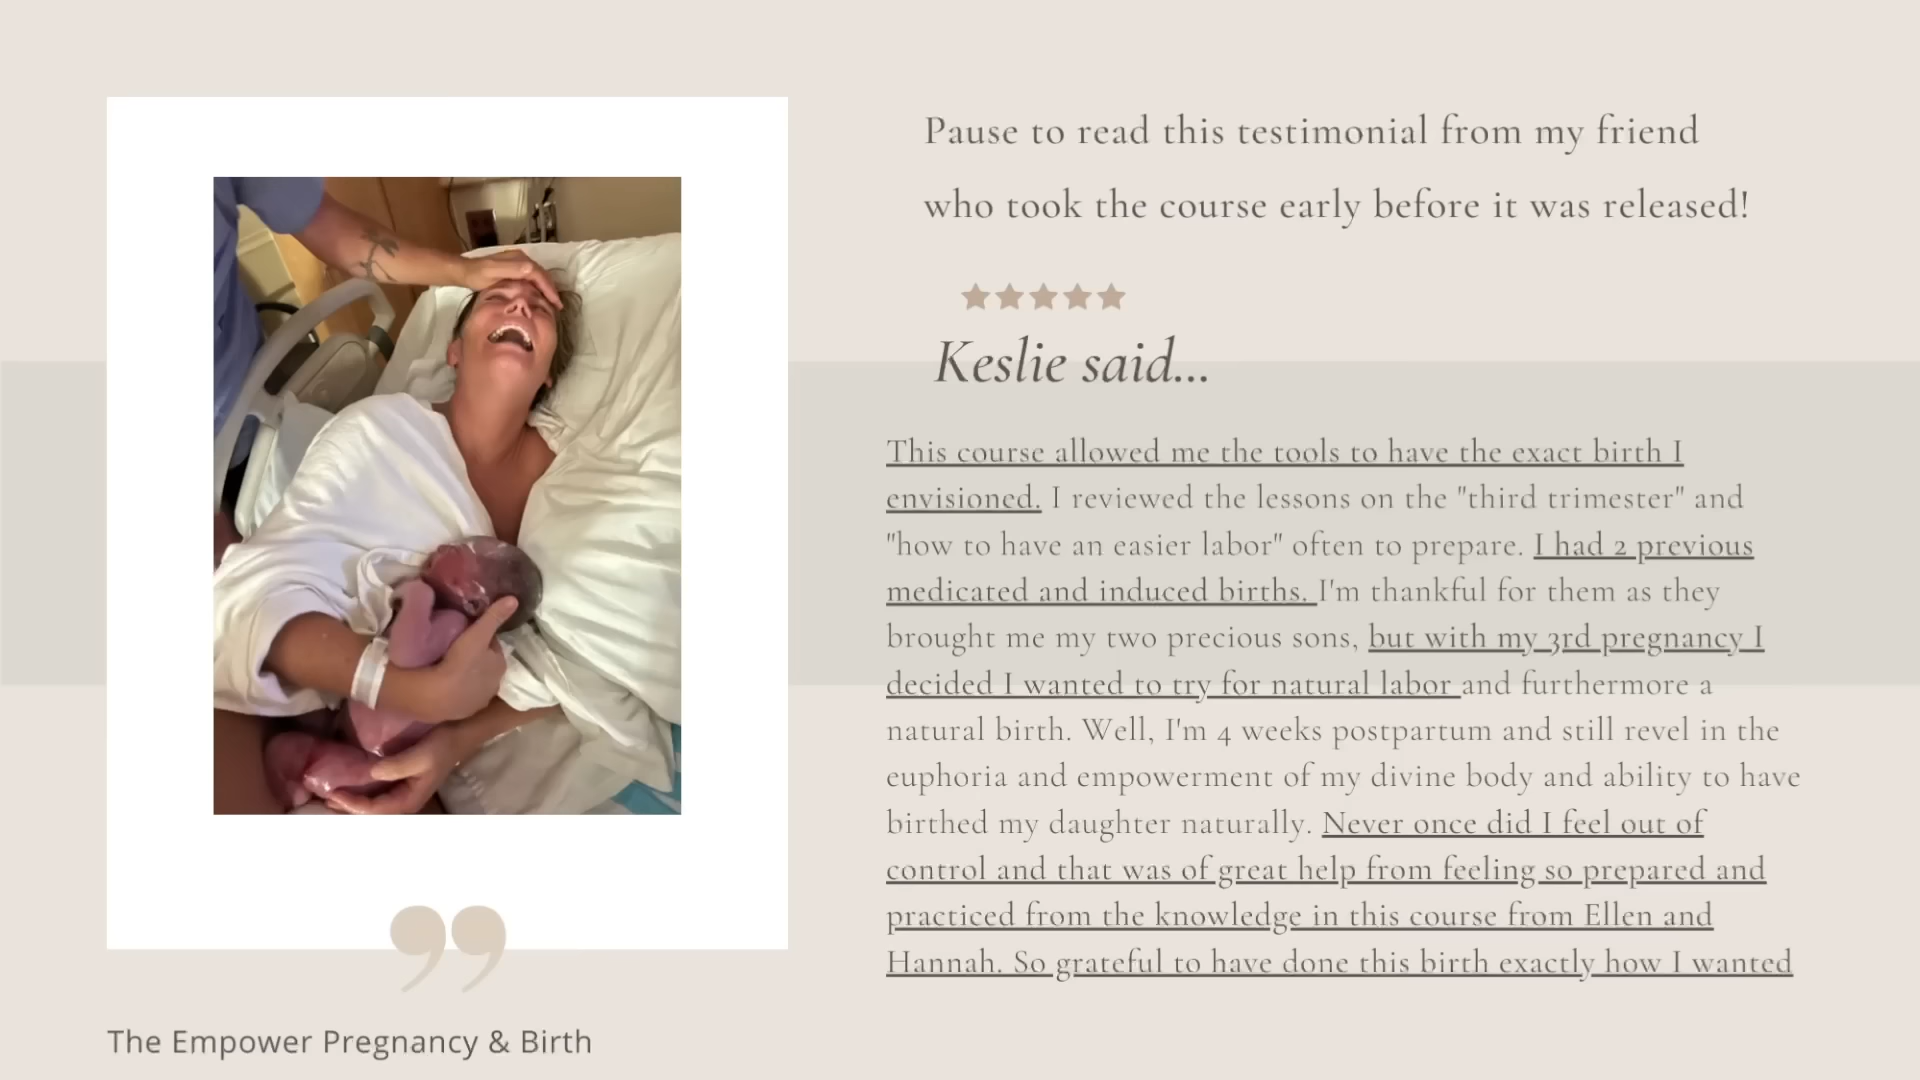 Pause to read this testimonial from my friend
who took the course early before it was released!
Keslie said...
This course allowed me the tools to have the exact birth I
envisioned. I reviewed the lessons on the "third trimester" and
"how to have an easier labor" often to prepare. I had 2 previous
medicated and induced births. I'm thankful for them as they
brought me my two precious sons, but with my 3rd pregnancy I
decided I wanted to try for natural labor and furthermore a
natural birth. Well, I'm 4 weeks postpartum and still revel in the
euphoria and empowerment of my divine body and ability to have
birthed my daughter naturally. Never once did I feel out of
control and that was of great help from feeling so prepared and
practiced from the knowledge in this course from Ellen and
Hannah. So grateful to have done this birth exactly how I wanted
”
The Empower Pregnancy & Birth